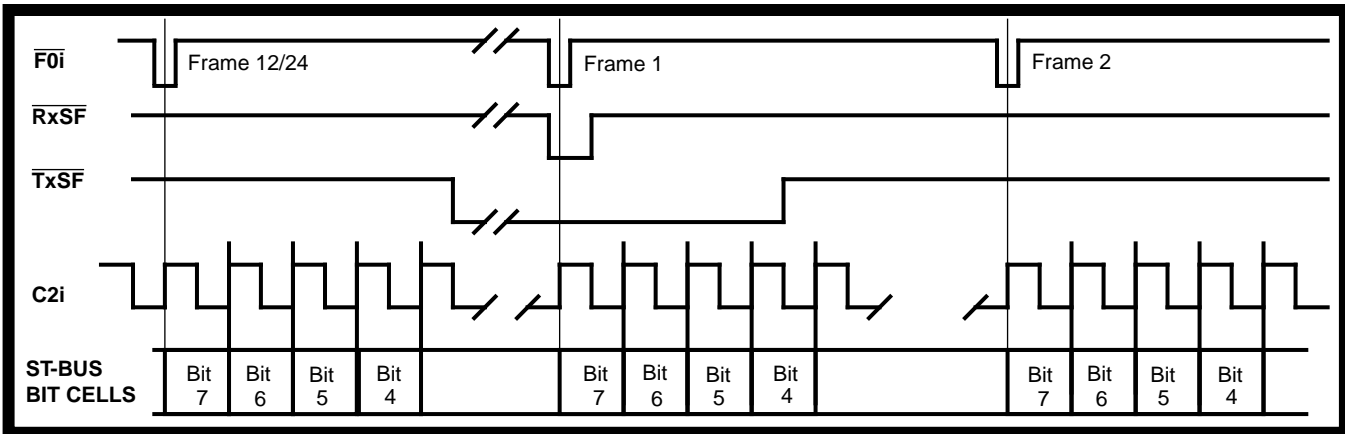 F0i
Frame 12/24
Frame 1
Frame 2
RxSF
TxSF
C2i
ST-BUS
BIT CELLS
Bit
7
Bit
6
Bit
5
Bit
4
Bit
7
Bit
6
Bit
5
Bit
4
Bit
7
Bit
6
Bit
5
Bit
4